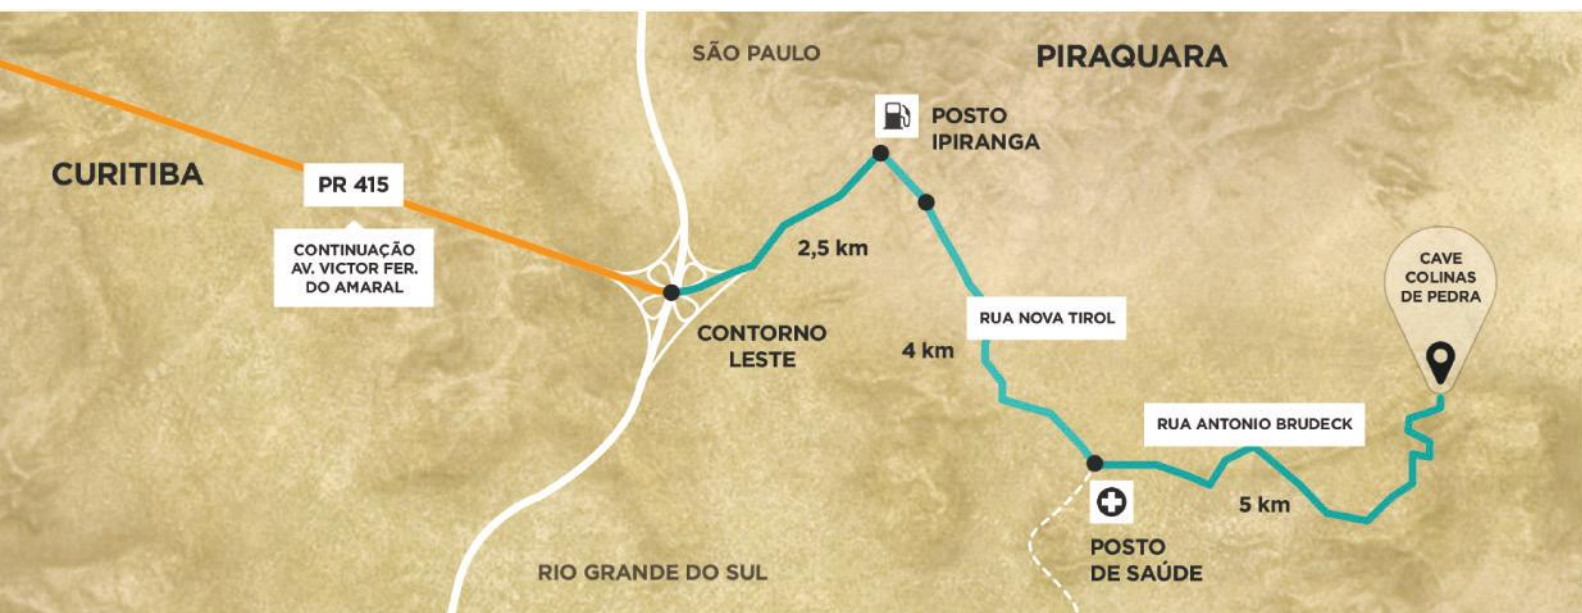 SÃO PAULO
PIRAQUARA
POSTO
IPIRANGA
CURITIBA
PR 415
CONTINUAÇÃO
AV. VICTOR FER.
DO AMARAL
2,5 km
CAVE
COLINAS
DE PEDRA
RUA NOVA TIROL
CONTORNO
LESTE
4 km
RUA ANTONIO BRUDECK
5 km
POSTO
DE SAÚDE
RIO GRANDE DO SUL